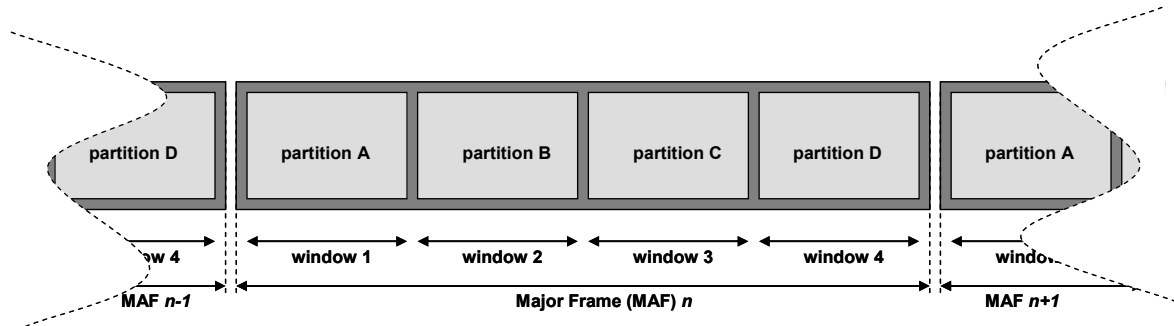 partition D partition A partition B partition C partition D partition A
4 window 1 window 2 window 3 window 4
MAF n-1 Major Frame (MAF) n MAF n+1